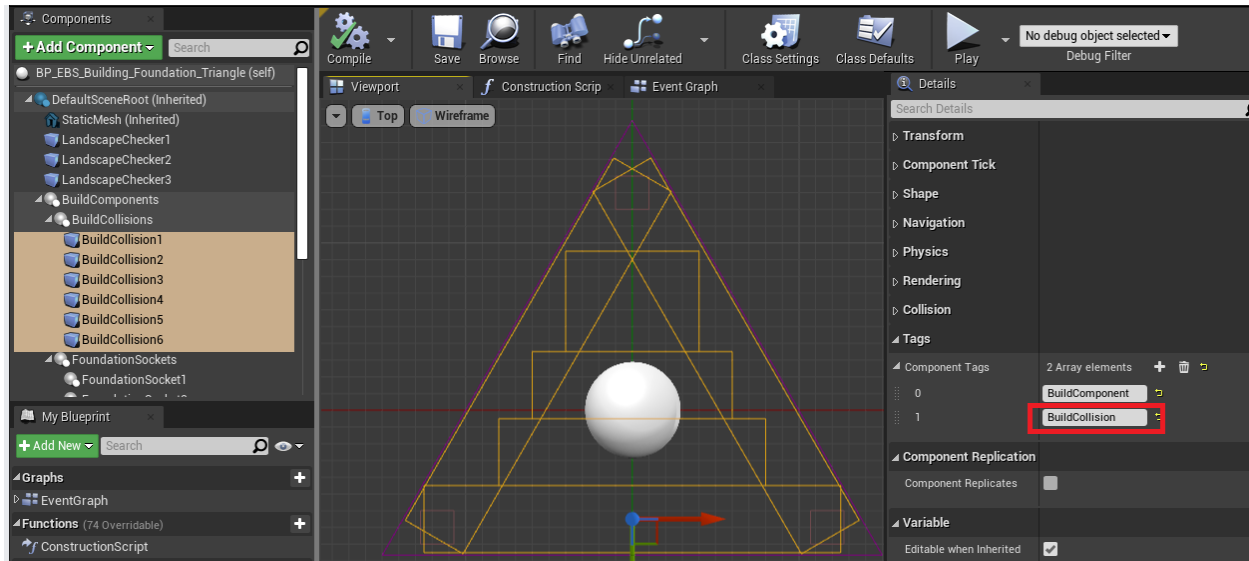 Components
+Add Component
Search
BP_EBS_Building_Foundation_Triangle (self)
DefaultSceneRoot (Inherited)
StaticMesh (Inherited)
LandscapeChecker1
LandscapeChecker2
LandscapeChecker3
BuildComponents
BuildCollisions
BuildCollision1
BuildCollision2
BuildCollision3
BuildCollision4
BuildCollision5
BuildCollision6
FoundationSockets
FoundationSocket1
My Blueprint
+Add New
Search
Graphs
EventGraph
Functions (74 Overridable)
ConstructionScript
Compile
Save
Browse
Find
Hide Unrelated
Class Settings
Class Defaults
Play
No debug object selected
Debug Filter
Viewport
Construction Scrip
Event Graph
Top
Wireframe
Details
Search Details
Transform
Component Tick
Shape
Navigation
Physics
Rendering
Collision
Tags
Component Tags 2 Array elements
0 BuildComponent
1 BuildCollision
Component Replication
Component Replicates
Variable
Editable when Inherited